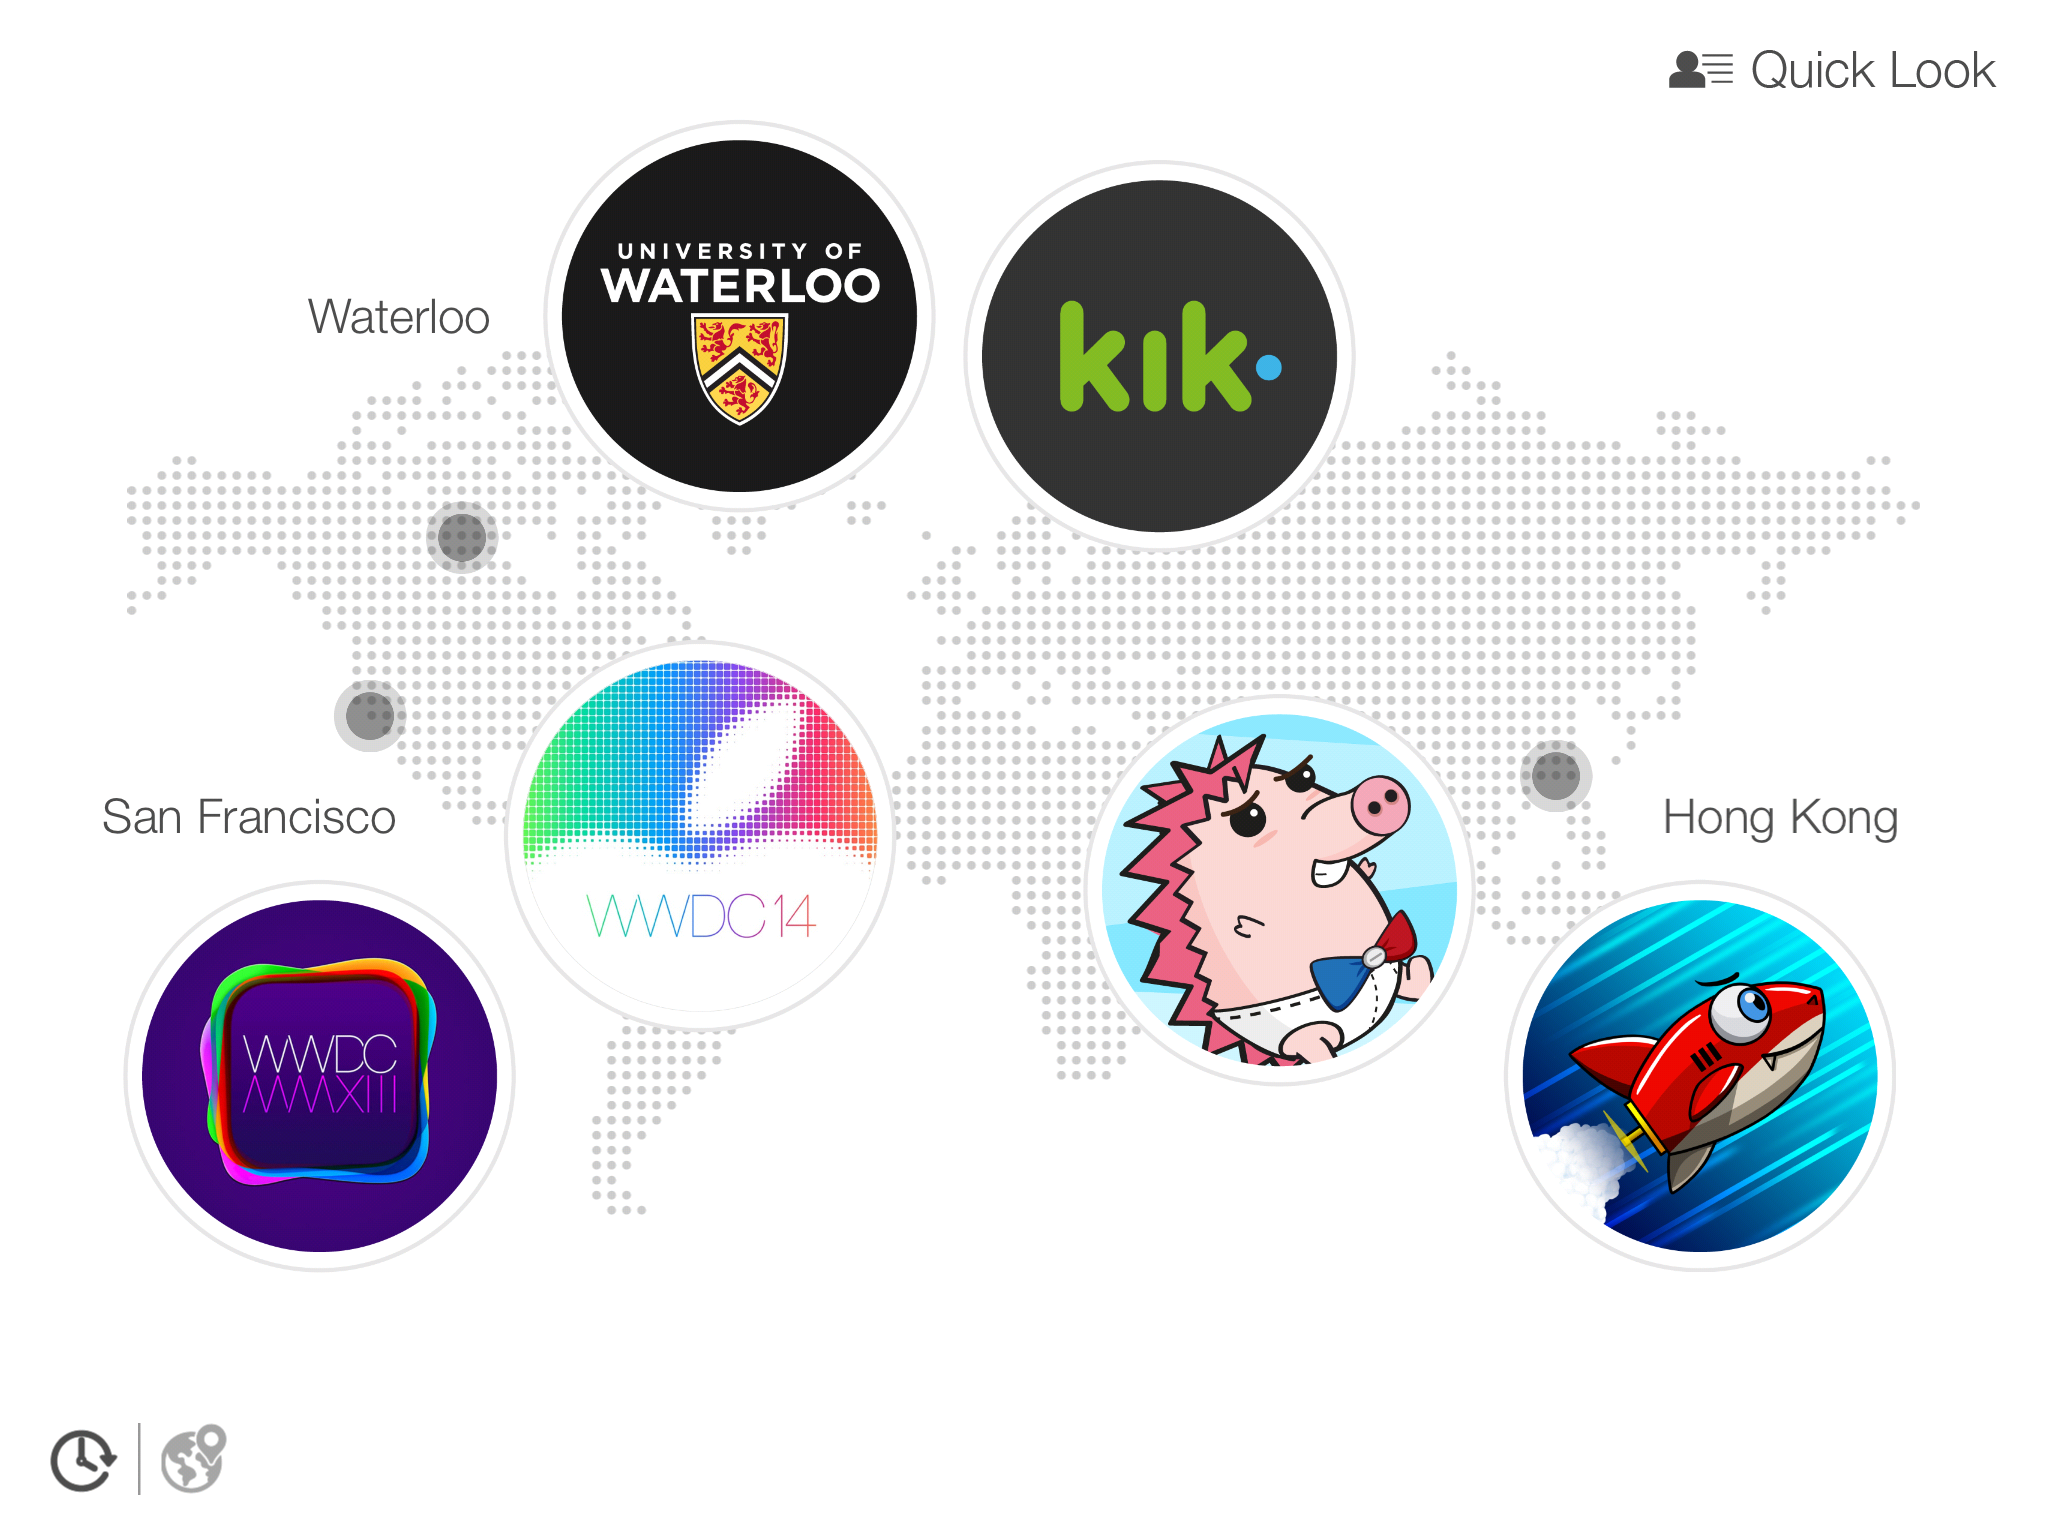 Quick Look
UNIVERSITY OF
WATERLOO
kik
Waterloo
WWDC14
San Francisco
Hong Kong
WWDC
MMXIII